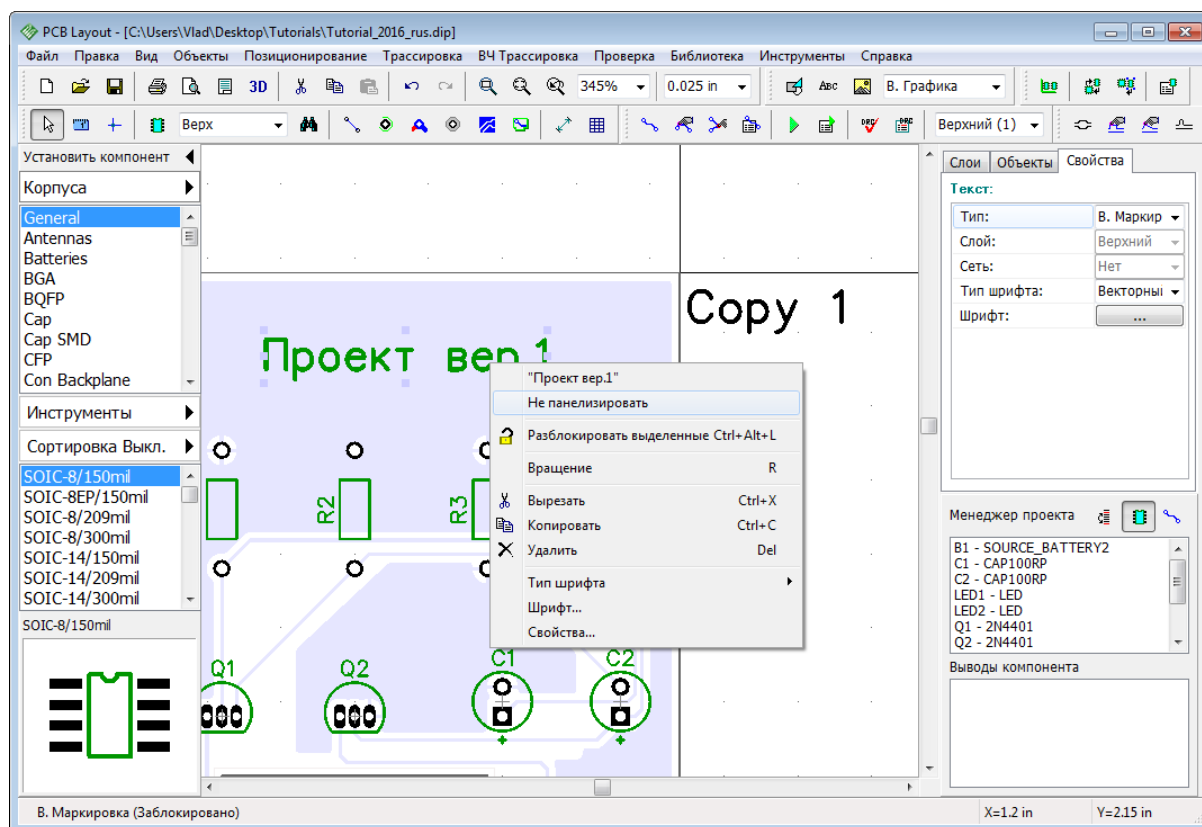 PCB Layout - [C:\Users\Vlad\Desktop\Tutorials\Tutorial_2016_rus.dip]
Файл Правка Вид Объекты Позиционирование Трассировка ВЧ Трассировка Проверка Библиотека Инструменты Справка
3D 345% 0.025 in ABC В. Графика
Верх DRC DRC Верхний (1)
Установить компонент
Корпуса
General
Antennas
Batteries
BGA
BQFP
Cap
Cap SMD
CFP
Con Backplane
Инструменты
Сортировка Выкл.
SOIC-8/150mil
SOIC-8EP/150mil
SOIC-8/209mil
SOIC-8/300mil
SOIC-14/150mil
SOIC-14/209mil
SOIC-14/300mil
SOIC-8/150mil
Copy 1
Проект вер.1
R2
R3
Q1
Q2
C1
C2
"Проект вер.1"
Не панелизировать
Разблокировать выделенные Ctrl+Alt+L
Вращение R
Вырезать Ctrl+X
Копировать Ctrl+C
Удалить Del
Тип шрифта
Шрифт...
Свойства...
Слои Объекты Свойства
Текст:
Тип: В. Маркир
Слой: Верхний
Сеть: Нет
Тип шрифта: Векторны
Шрифт: ...
Менеджер проекта
B1 - SOURCE_BATTERY2
C1 - CAP100RP
C2 - CAP100RP
LED1 - LED
LED2 - LED
Q1 - 2N4401
Q2 - 2N4401
Выводы компонента
В. Маркировка (Заблокировано)
X=1.2 in Y=2.15 in